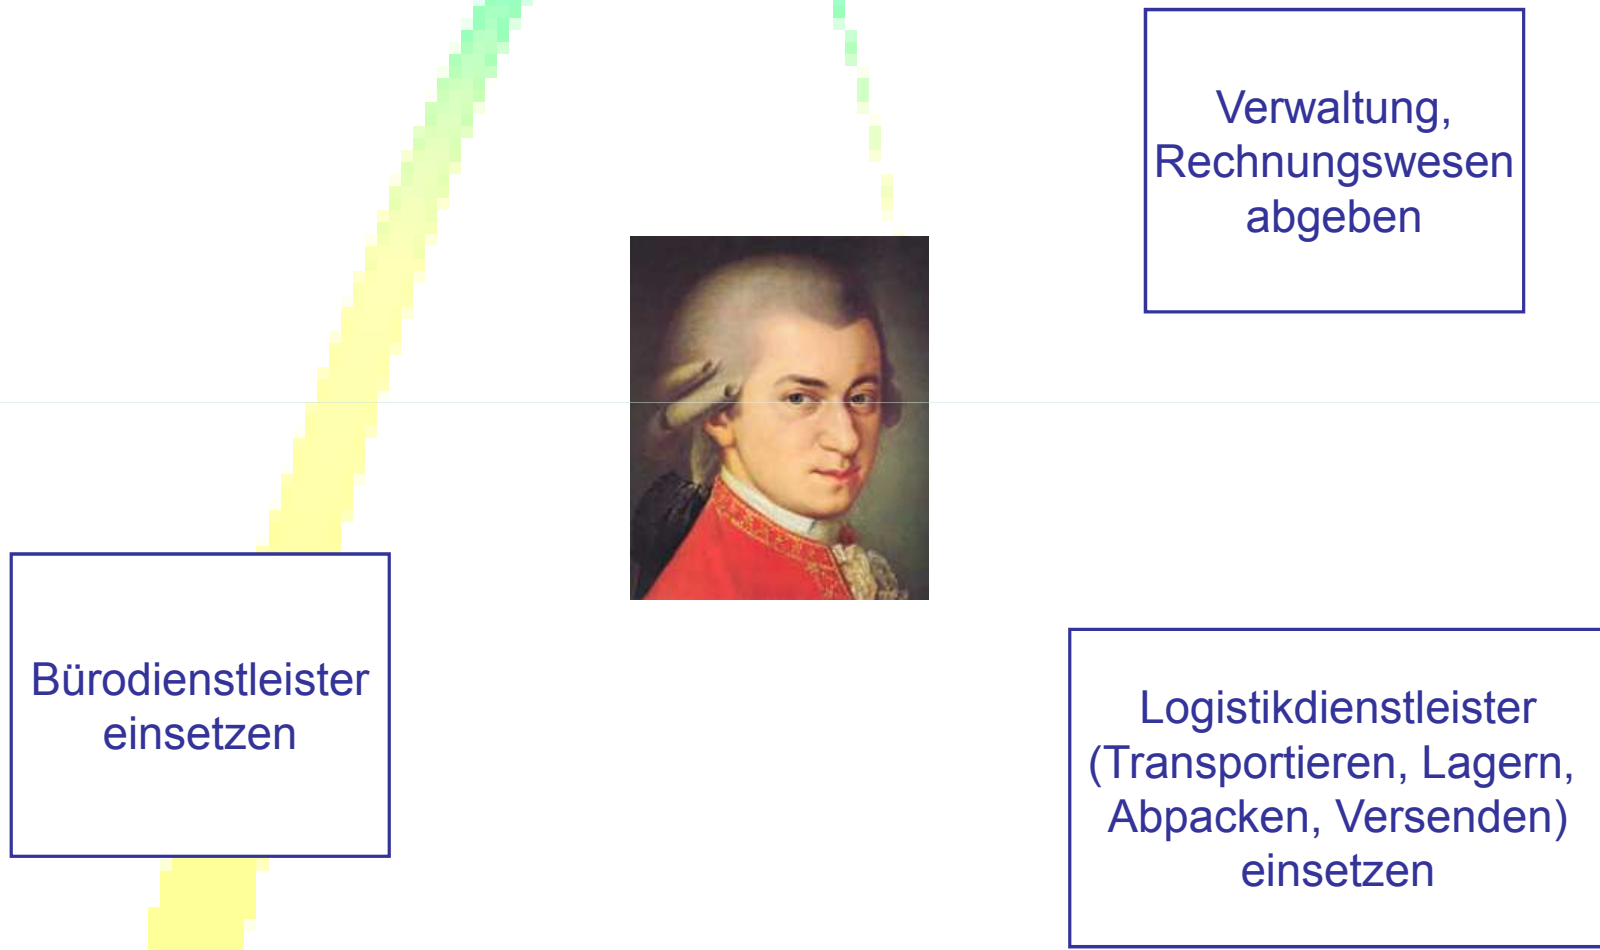 Verwaltung,
Rechnungswesen
abgeben
Bürodienstleister
einsetzen
Logistikdienstleister
(Transportieren, Lagern,
Abpacken, Versenden)
einsetzen